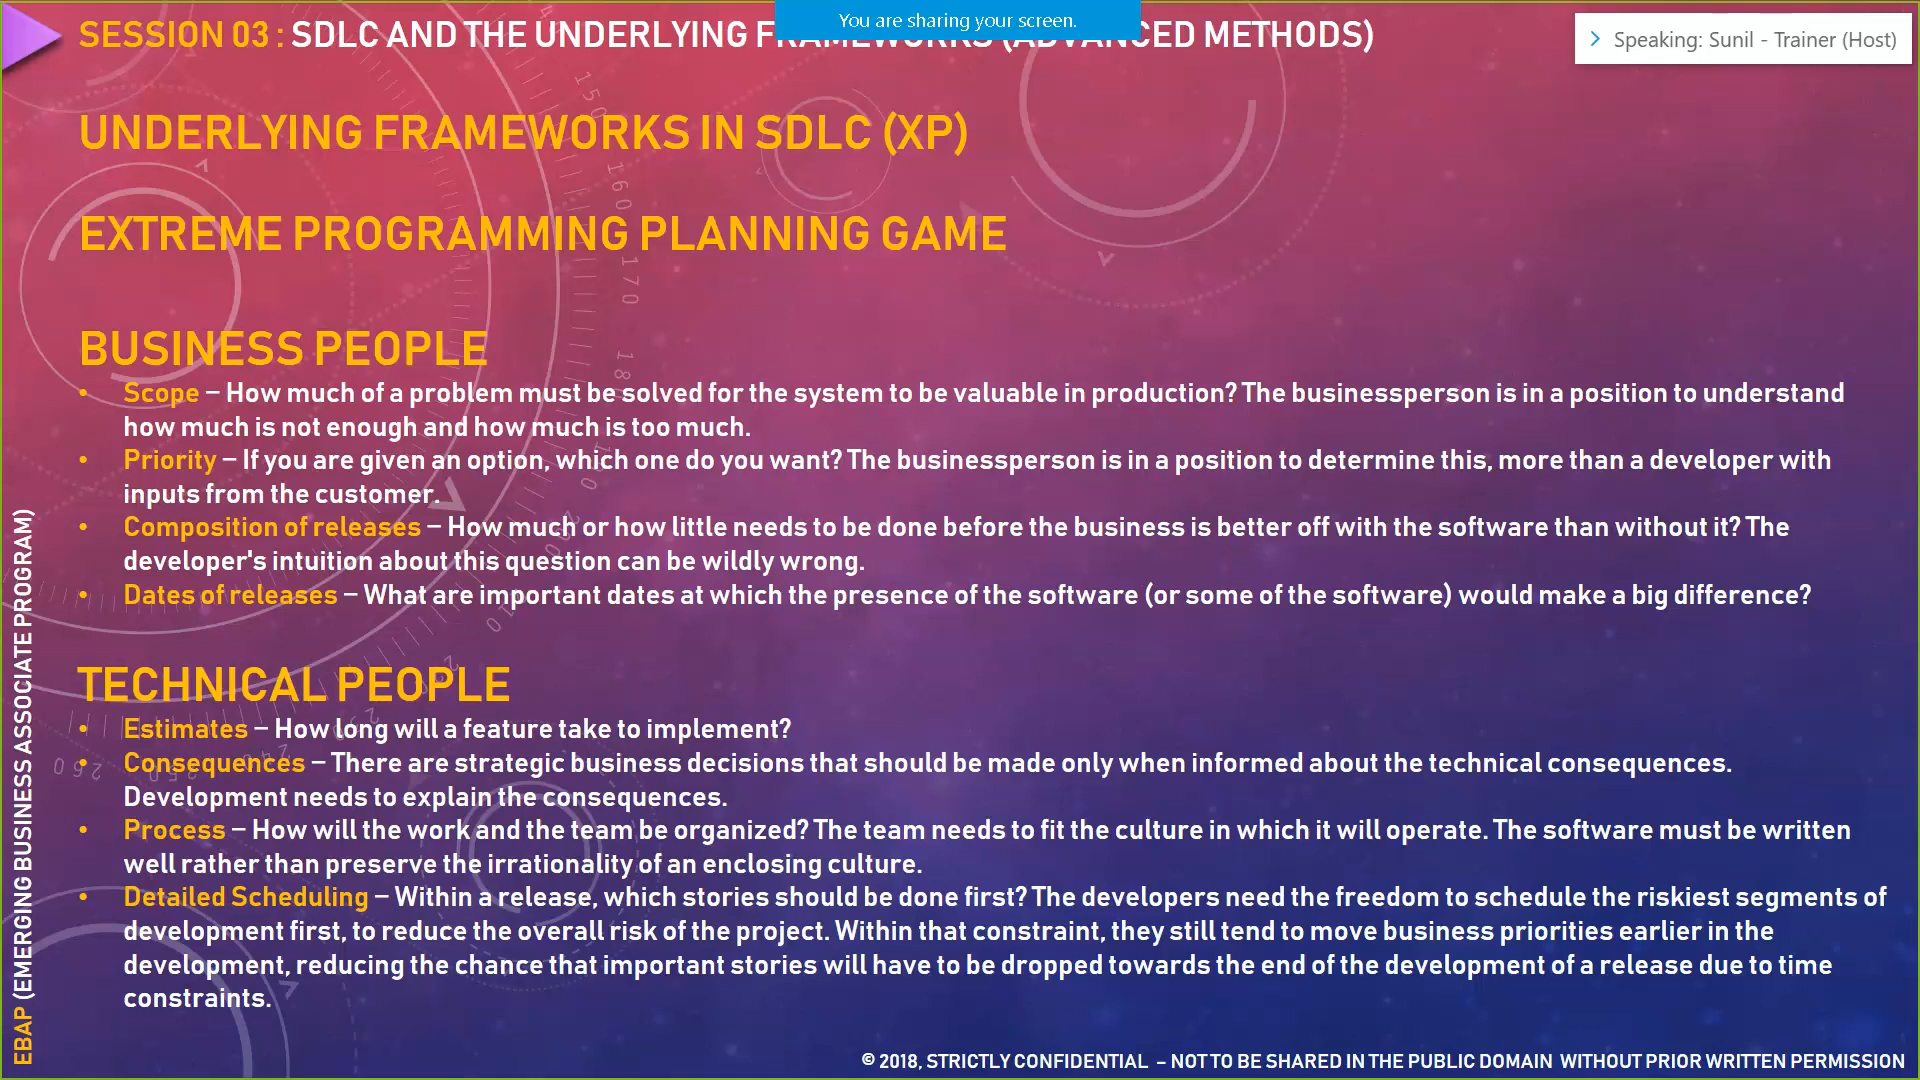 You are sharing your screen.
Speaking: Sunil - Trainer (Host)
SESSION 03 : SDLC AND THE UNDERLYING FRAMEWORKS (ADVANCED METHODS)
UNDERLYING FRAMEWORKS IN SDLC (XP)
EXTREME PROGRAMMING PLANNING GAME
BUSINESS PEOPLE
• Scope – How much of a problem must be solved for the system to be valuable in production? The businessperson is in a position to understand
how much is not enough and how much is too much.
• Priority – If you are given an option, which one do you want? The businessperson is in a position to determine this, more than a developer with
inputs from the customer.
• Composition of releases – How much or how little needs to be done before the business is better off with the software than without it? The
developer's intuition about this question can be wildly wrong.
• Dates of releases – What are important dates at which the presence of the software (or some of the software) would make a big difference?
TECHNICAL PEOPLE
• Estimates – How long will a feature take to implement?
• Consequences – There are strategic business decisions that should be made only when informed about the technical consequences.
Development needs to explain the consequences.
• Process – How will the work and the team be organized? The team needs to fit the culture in which it will operate. The software must be written
well rather than preserve the irrationality of an enclosing culture.
• Detailed Scheduling – Within a release, which stories should be done first? The developers need the freedom to schedule the riskiest segments of
development first, to reduce the overall risk of the project. Within that constraint, they still tend to move business priorities earlier in the
development, reducing the chance that important stories will have to be dropped towards the end of the development of a release due to time
constraints.
EBAP (EMERGING BUSINESS ASSOCIATE PROGRAM)
© 2018, STRICTLY CONFIDENTIAL – NOT TO BE SHARED IN THE PUBLIC DOMAIN WITHOUT PRIOR WRITTEN PERMISSION
150
160
170
260